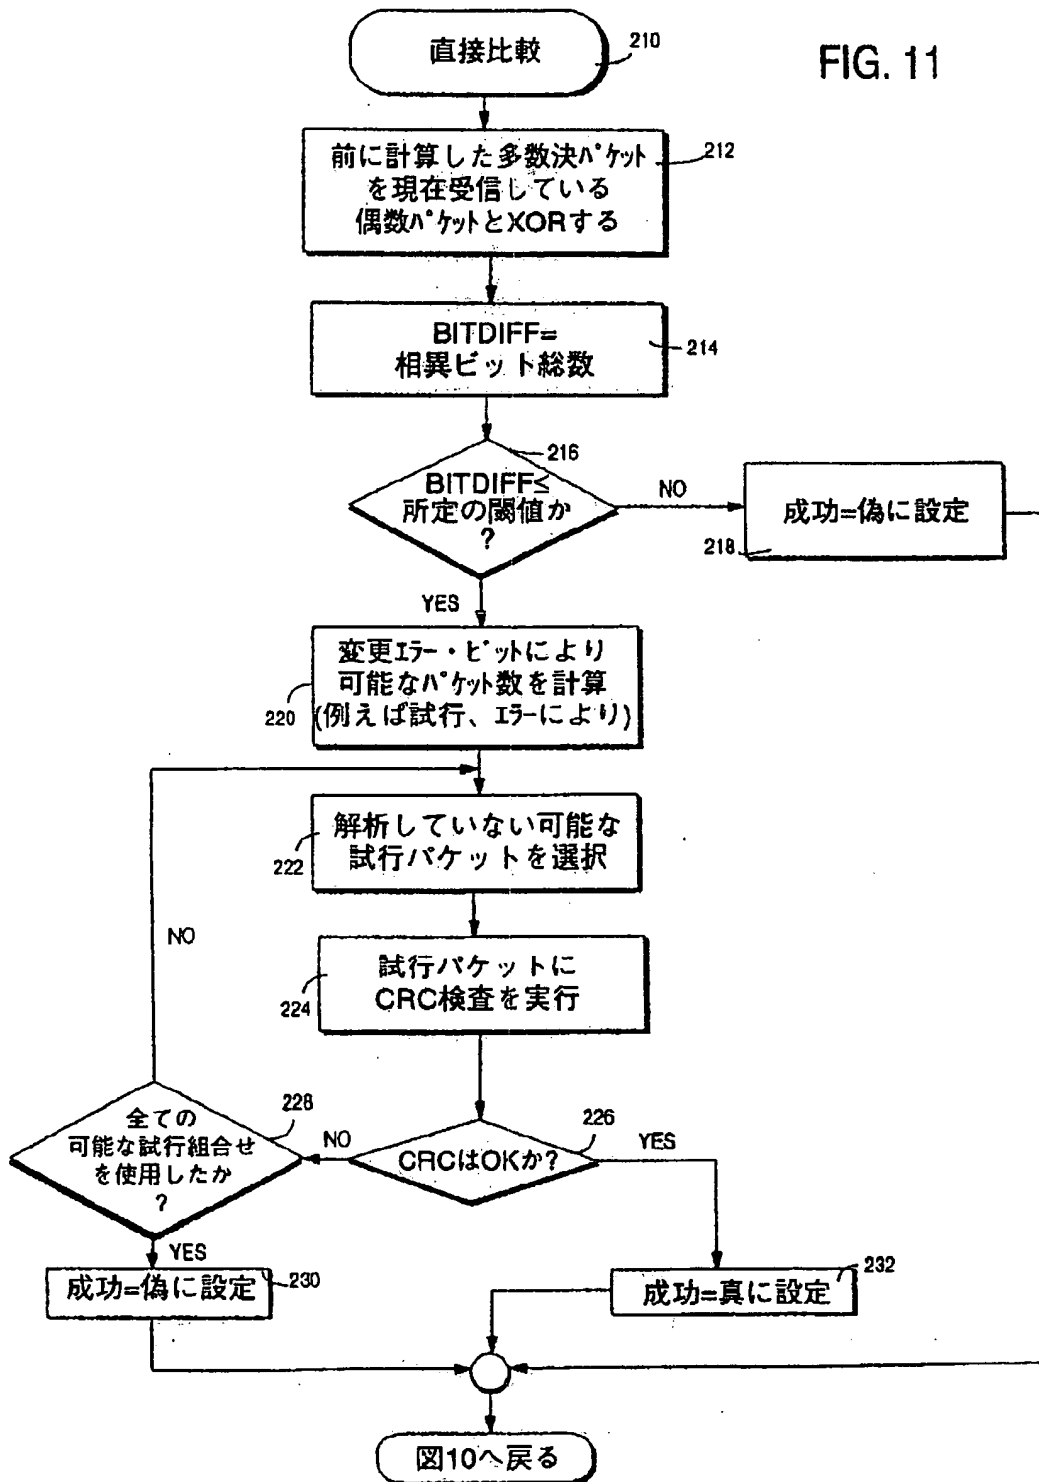 FIG. 11
直接比較
210
前に計算した多数決パケット
を現在受信している
偶数パケットとXORする
212
BITDIFF=
相異ビット総数
214
216
BITDIFF≤
所定の閾値か
?
NO
成功=偽に設定
218
YES
変更エラー・ビットにより
可能なパケット数を計算
(例えば試行、エラーにより)
220
解析していない可能な
試行パケットを選択
222
NO
試行パケットに
CRC検査を実行
224
全ての
可能な試行組合せ
を使用したか
?
228
NO
CRCはOKか?
226
YES
YES
成功=偽に設定
230
成功=真に設定
232
図10へ戻る